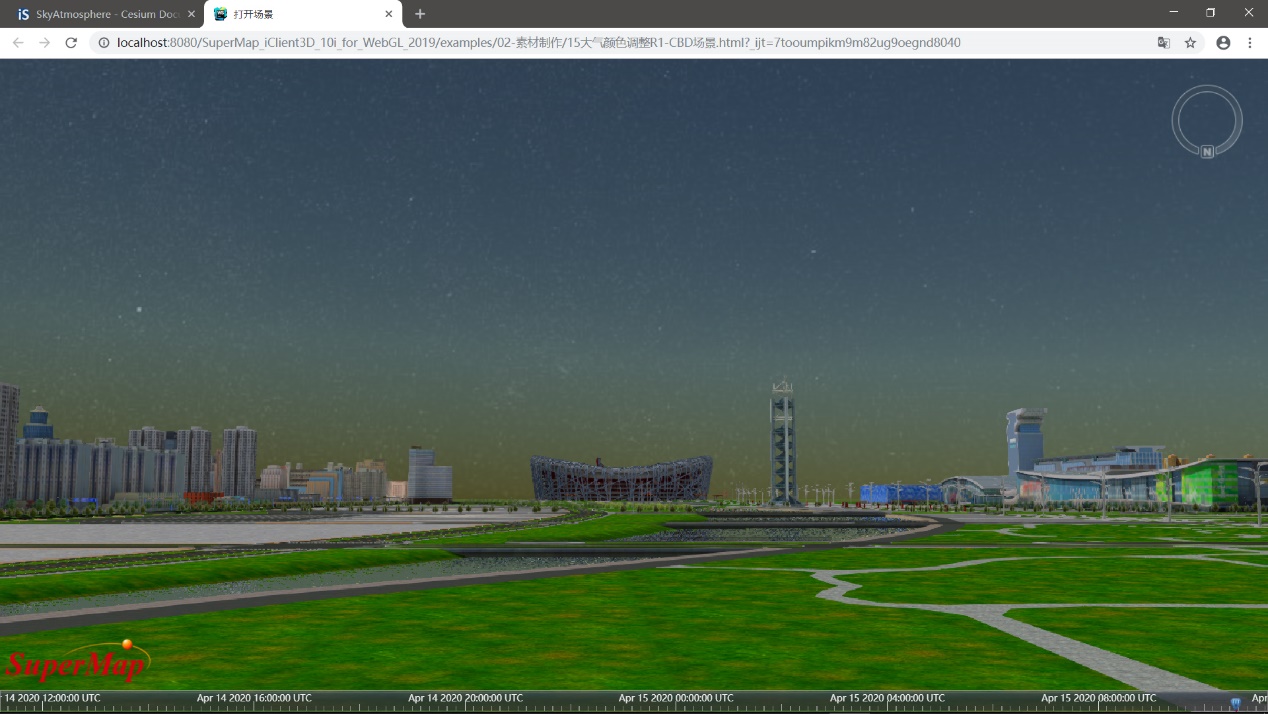 SkyAtmosphere - Cesium Doc
打开场景
localhost:8080/SuperMap_iClient3D_10i_for_WebGL_2019/examples/02-素材制作/15大气颜色调整R1-CBD场景.html?_ijt=7tooumpikm9m82ug9oegnd8040
N
SuperMap
14 2020 12:00:00 UTC Apr 14 2020 16:00:00 UTC Apr 14 2020 20:00:00 UTC Apr 15 2020 00:00:00 UTC Apr 15 2020 04:00:00 UTC Apr 15 2020 08:00:00 UTC Ap